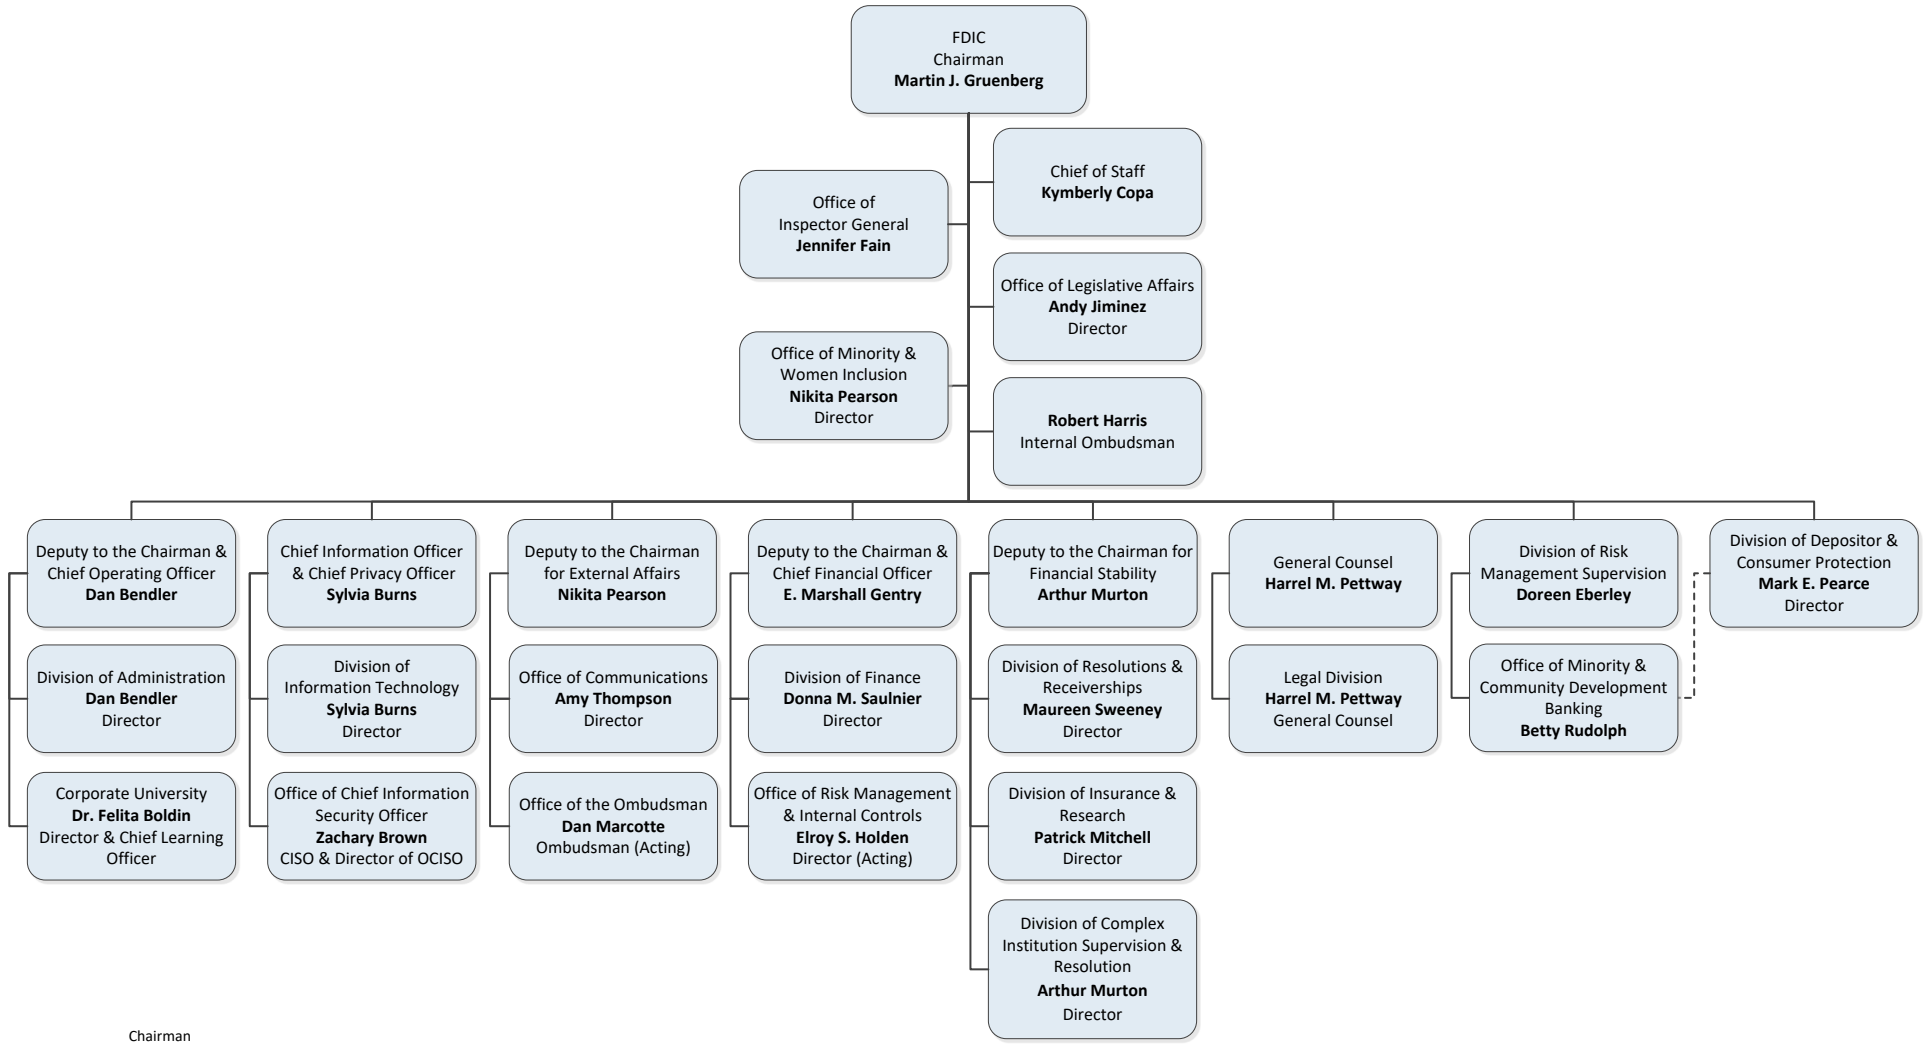 FDIC
Chairman
Martin J. Gruenberg
Chief of Staff
Kymberly Copa
Office of
Inspector General
Jennifer Fain
Office of Legislative Affairs
Andy Jiminez
Director
Office of Minority &
Women Inclusion
Nikita Pearson
Director
Robert Harris
Internal Ombudsman
Deputy to the Chairman &
Chief Operating Officer
Dan Bendler
Chief Information Officer
& Chief Privacy Officer
Sylvia Burns
Deputy to the Chairman
for External Affairs
Nikita Pearson
Deputy to the Chairman &
Chief Financial Officer
E. Marshall Gentry
Deputy to the Chairman for
Financial Stability
Arthur Murton
General Counsel
Harrel M. Pettway
Division of Risk
Management Supervision
Doreen Eberley
Division of Depositor &
Consumer Protection
Mark E. Pearce
Director
Division of Administration
Dan Bendler
Director
Division of
Information Technology
Sylvia Burns
Director
Office of Communications
Amy Thompson
Director
Division of Finance
Donna M. Saulnier
Director
Division of Resolutions &
Receiverships
Maureen Sweeney
Director
Legal Division
Harrel M. Pettway
General Counsel
Office of Minority &
Community Development
Banking
Betty Rudolph
Corporate University
Dr. Felita Boldin
Director & Chief Learning
Officer
Office of Chief Information
Security Officer
Zachary Brown
CISO & Director of OCISO
Office of the Ombudsman
Dan Marcotte
Ombudsman (Acting)
Office of Risk Management
& Internal Controls
Elroy S. Holden
Director (Acting)
Division of Insurance &
Research
Patrick Mitchell
Director
Division of Complex
Institution Supervision &
Resolution
Arthur Murton
Director
Chairman